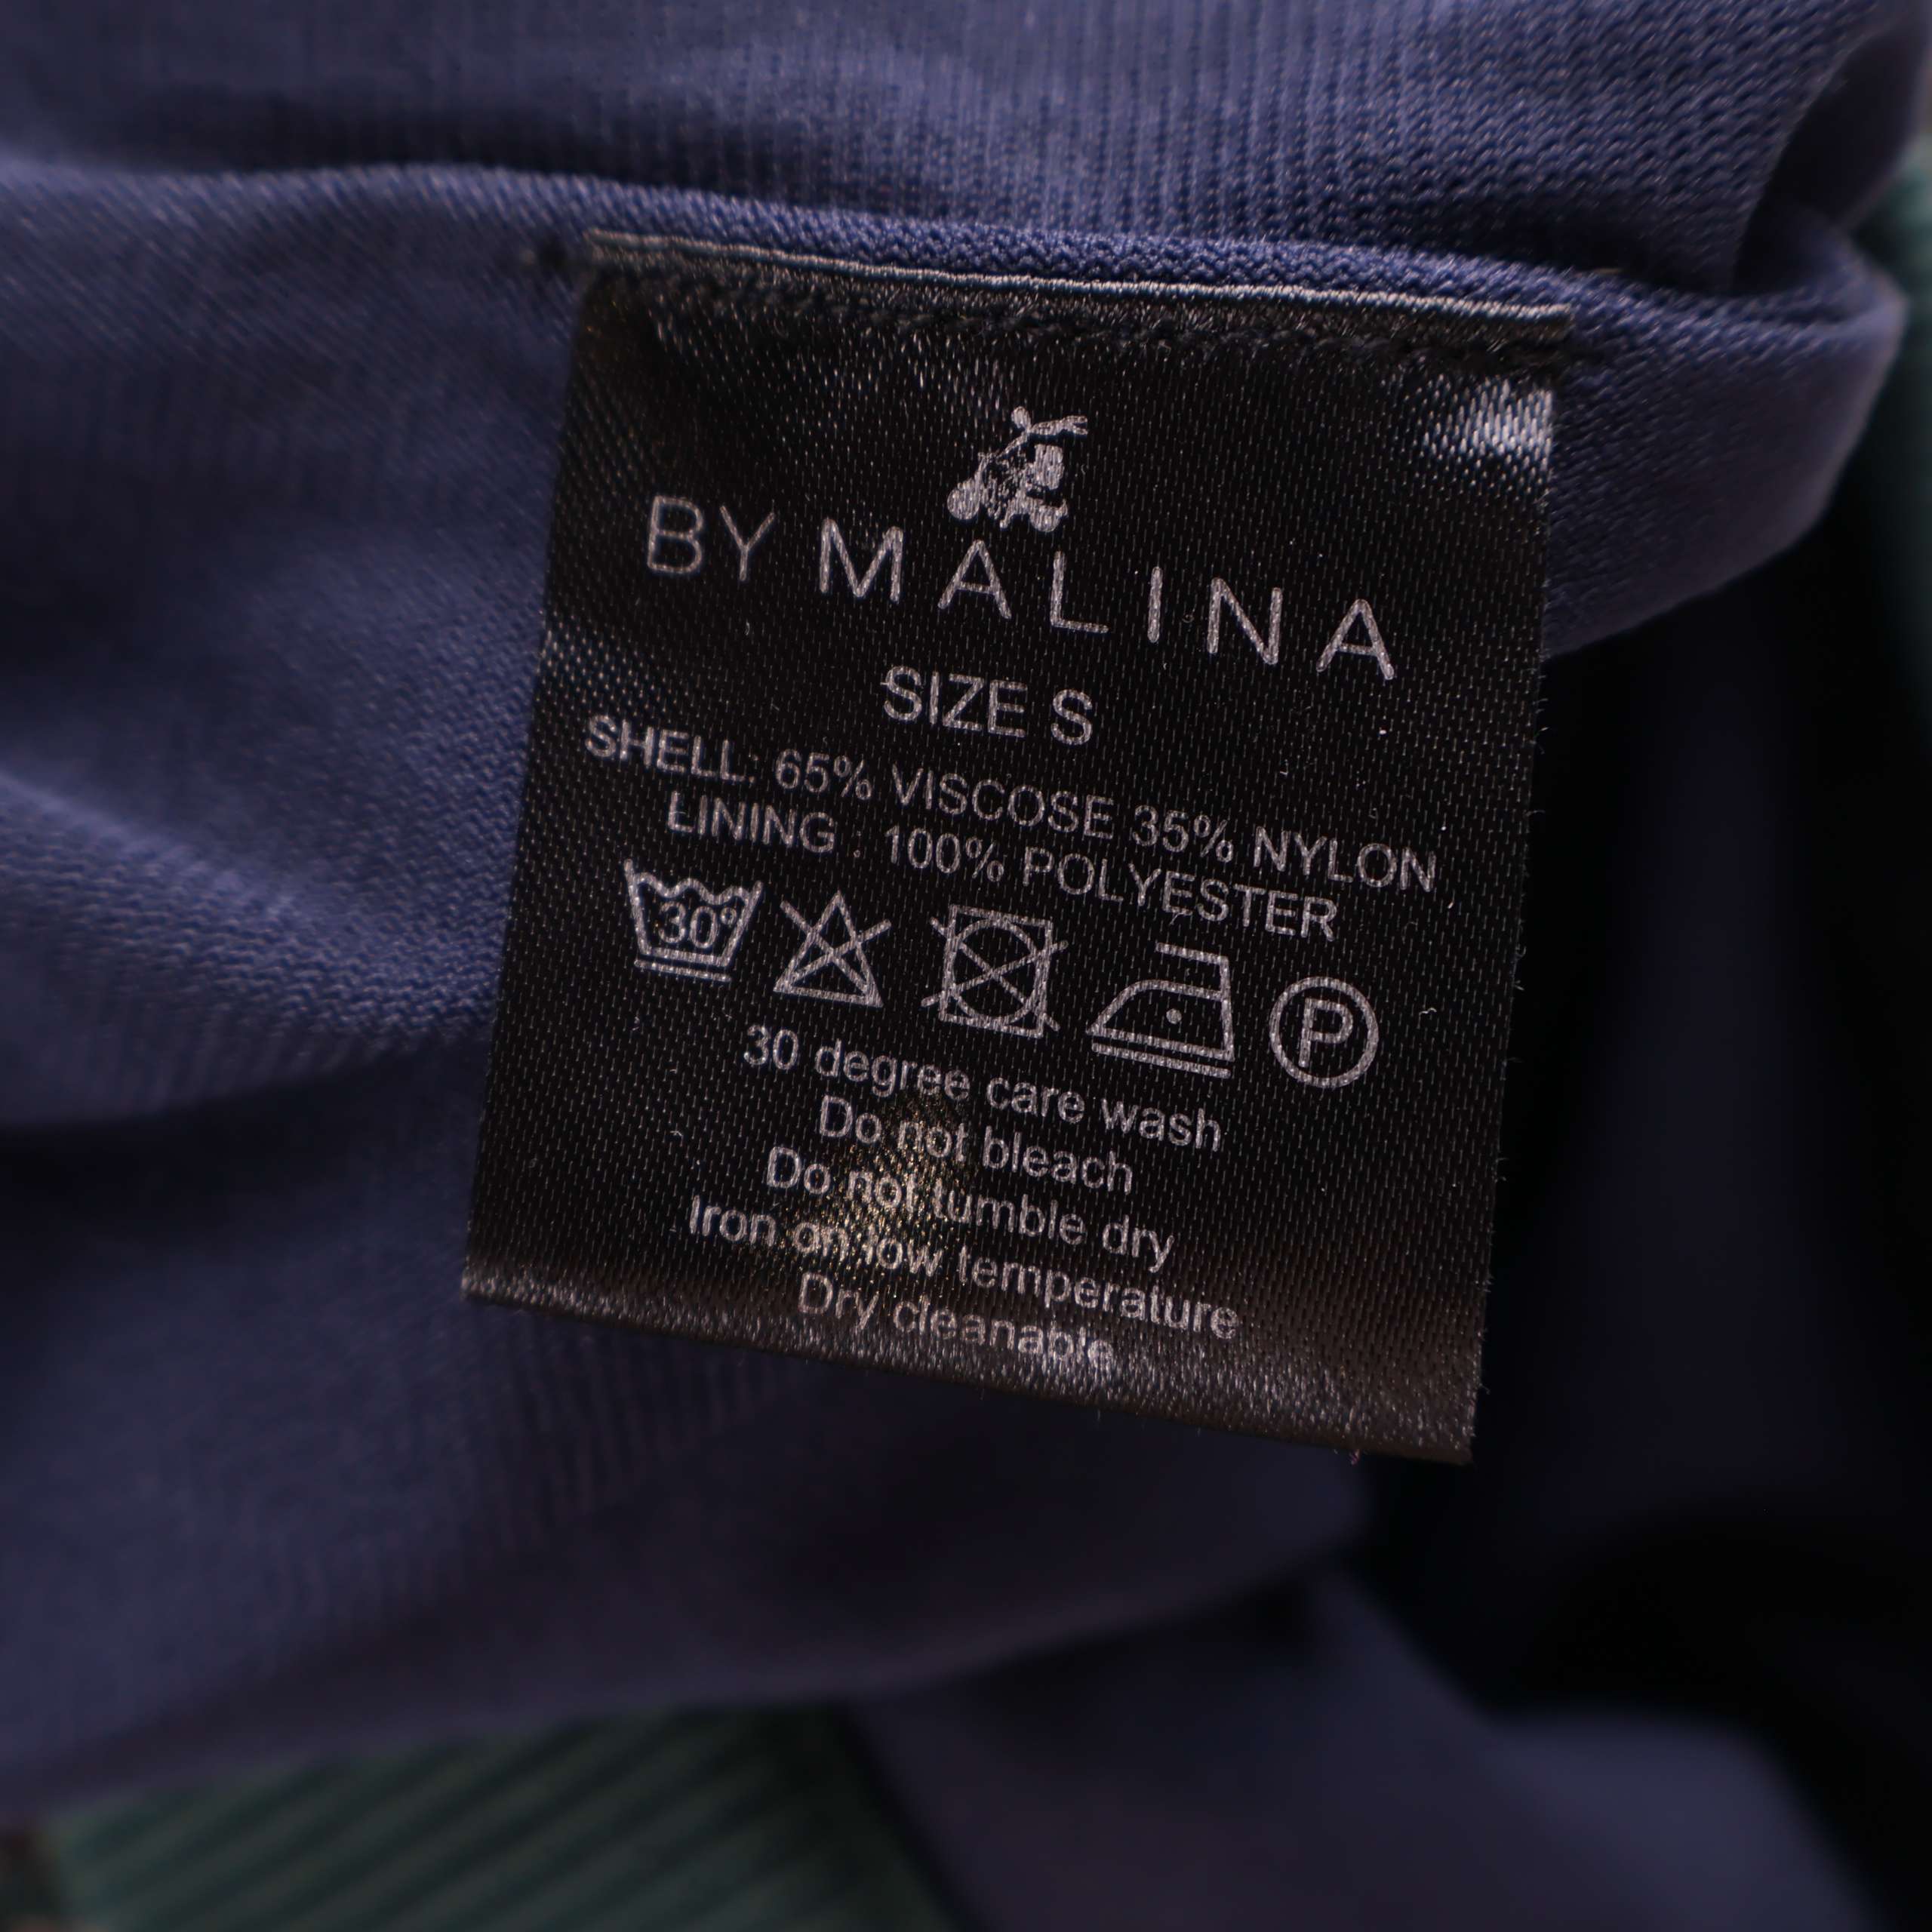 BY MALINA
SIZE S
SHELL: 65% VISCOSE 35% NYLON
LINING : 100% POLYESTER
30°
P
30 degree care wash
Do not bleach
Do not tumble dry
Iron on low temperature
Dry cleanable